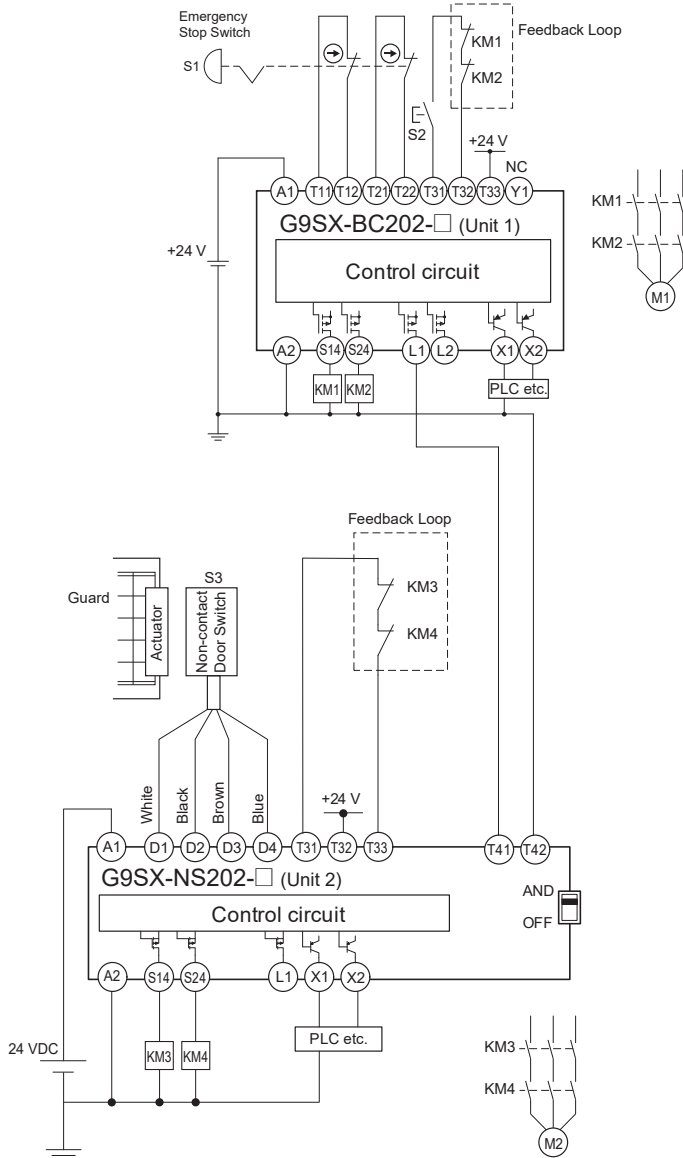 Emergency
Stop Switch
S1
Feedback Loop
KM1
KM2
S2
+24 V
NC
A1
T11
T12
T21
T22
T31
T32
T33
Y1
G9SX-BC202-□ (Unit 1)
+24 V
Control circuit
KM1
KM2
M1
A2
S14
S24
L1
L2
X1
X2
KM1
KM2
PLC etc.
Feedback Loop
KM3
KM4
Guard
Actuator
S3
Non-contact
Door Switch
White
Black
Brown
Blue
+24 V
A1
D1
D2
D3
D4
T31
T32
T33
T41
T42
G9SX-NS202-□ (Unit 2)
Control circuit
AND
OFF
A2
S14
S24
L1
X1
X2
24 VDC
KM3
KM4
PLC etc.
KM3
KM4
M2